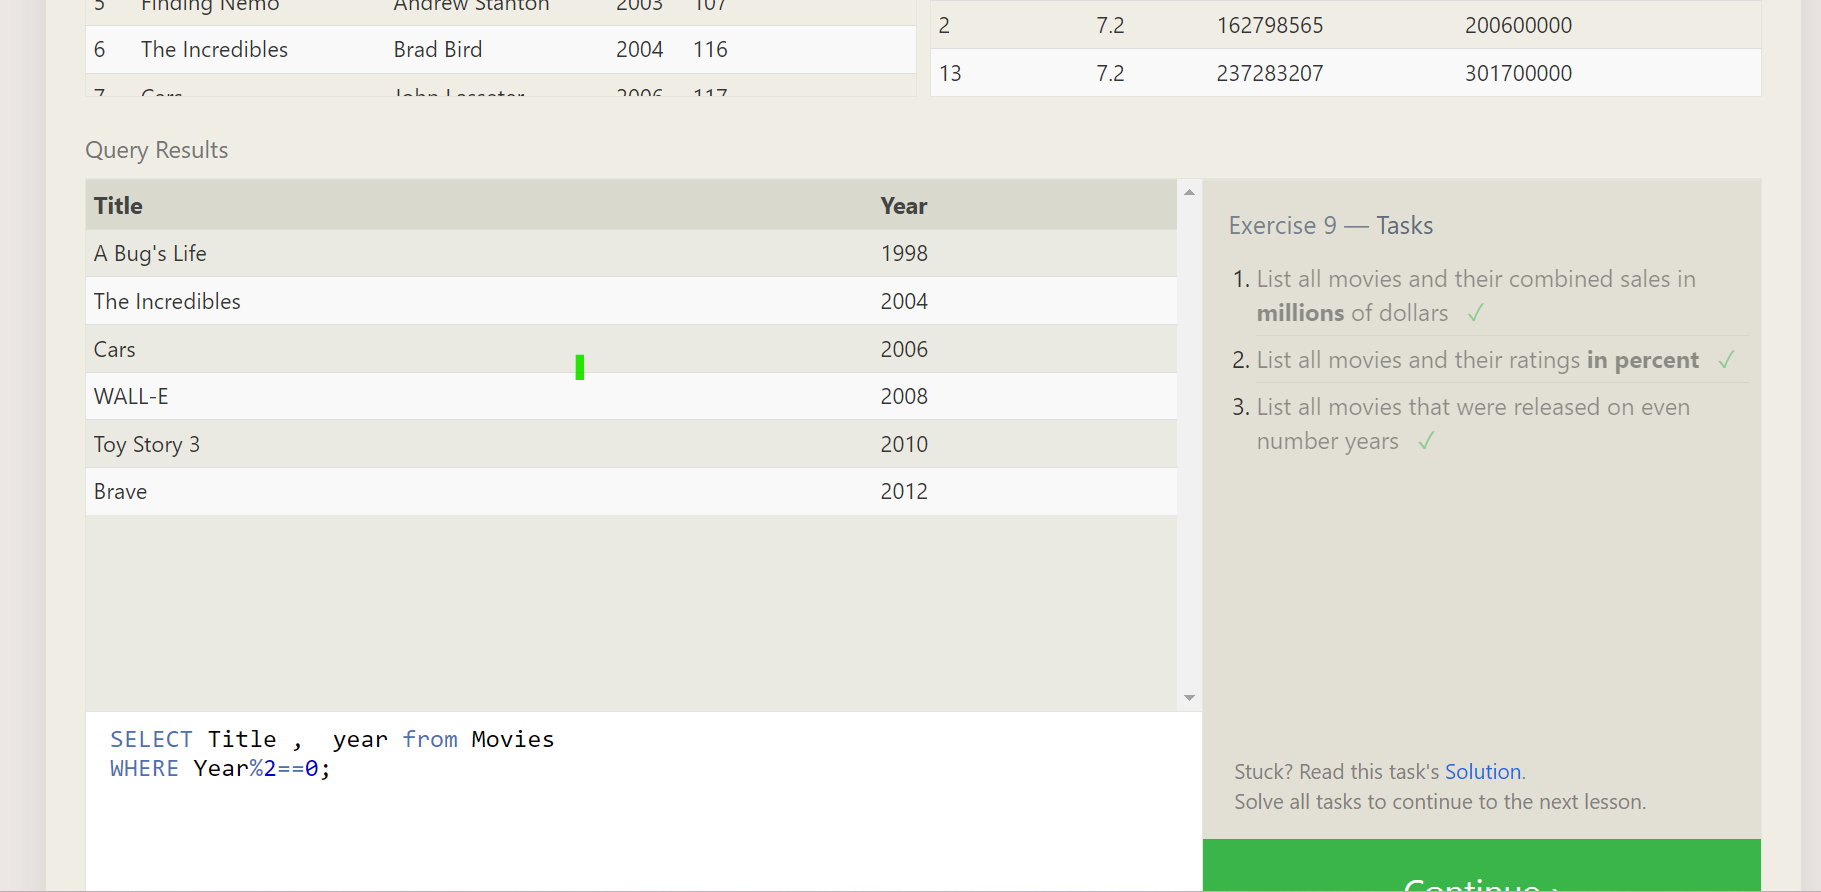 5 Finding Nemo Andrew Stanton 2003 107
6 The Incredibles Brad Bird 2004 116
7 Cars John Lasseter 2006 117
2 7.2 162798565 200600000
13 7.2 237283207 301700000
Query Results
Title Year
A Bug's Life 1998
The Incredibles 2004
Cars 2006
WALL-E 2008
Toy Story 3 2010
Brave 2012
SELECT Title ,  year from Movies
WHERE Year%2==0;
Exercise 9 — Tasks
1. List all movies and their combined sales in
millions of dollars ✓
2. List all movies and their ratings in percent ✓
3. List all movies that were released on even
number years ✓
Stuck? Read this task's Solution.
Solve all tasks to continue to the next lesson.
Continue ›